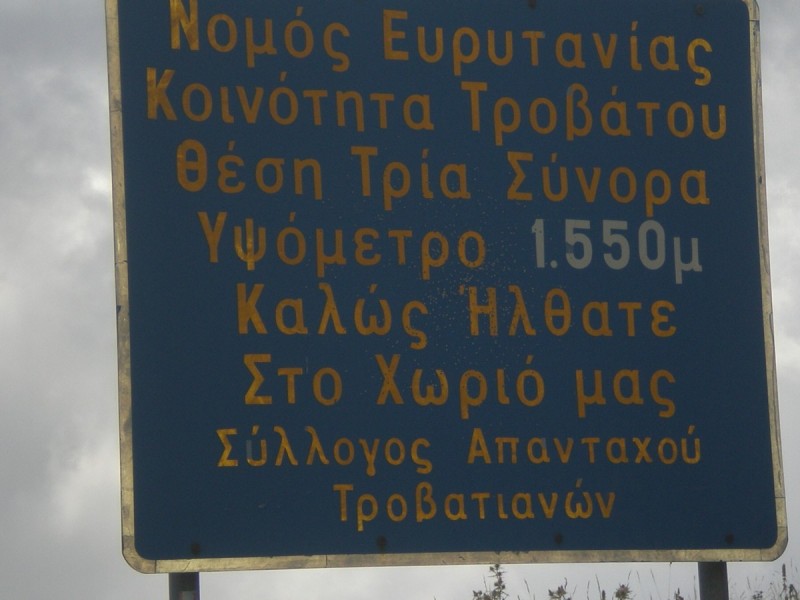 Νομός Ευρυτανίας
Κοινότητα Τροβάτου
Θέση Τρία Σύνορα
Υψόμετρο 1.550μ
Καλώς Ήλθατε
Στο Χωριό μας
Σύλλογος Απανταχού
Τροβατιανών